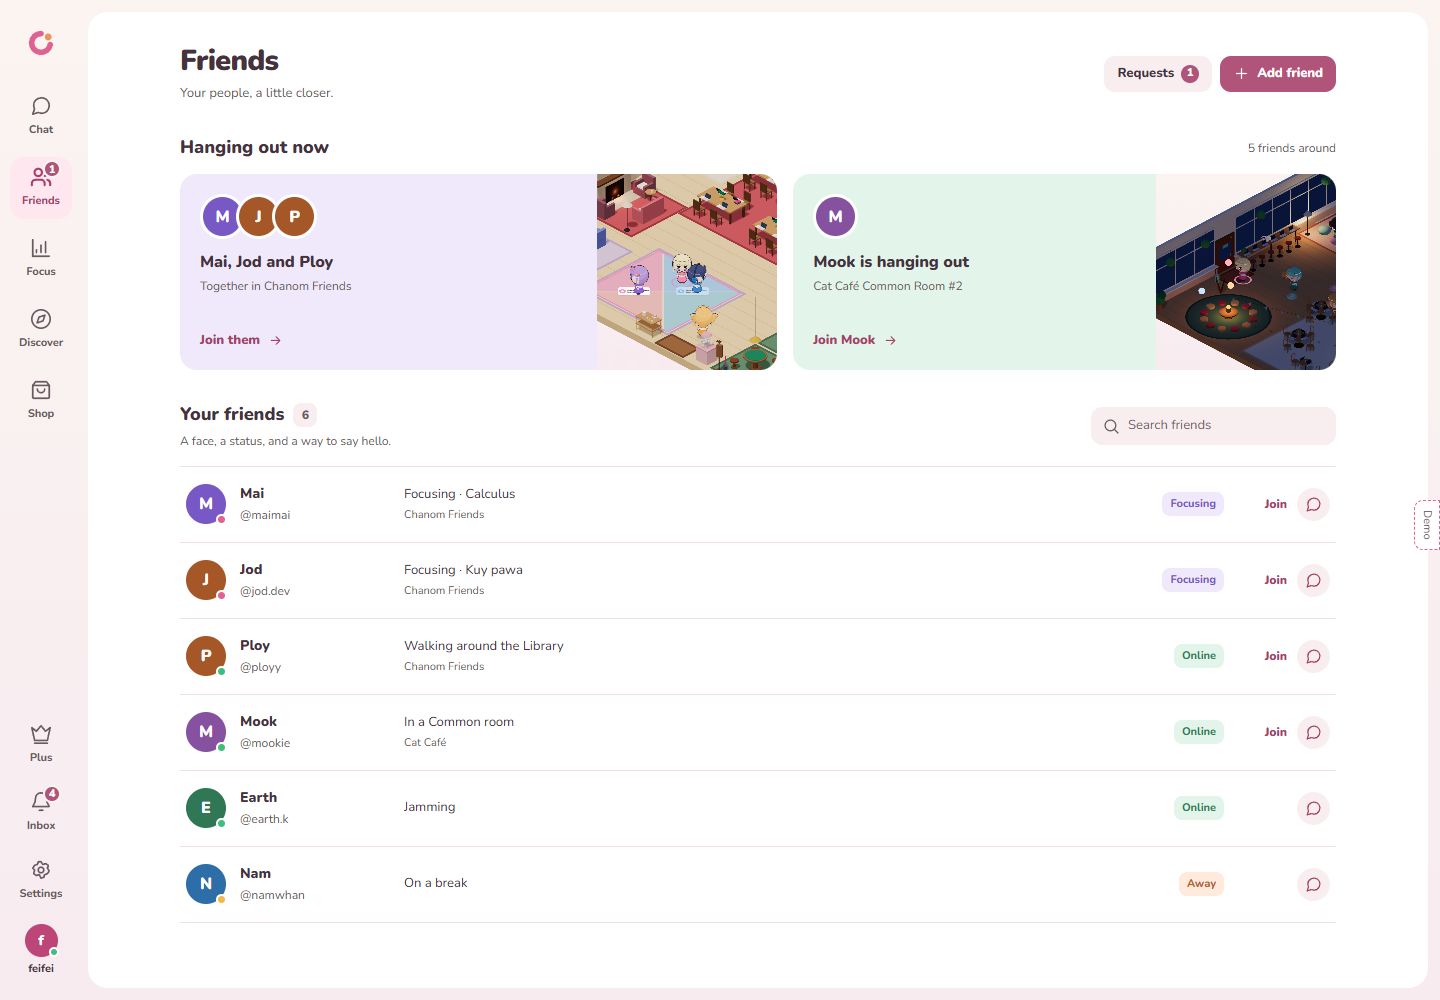 Chat
1
Friends
Focus
Discover
Shop
Plus
4
Inbox
Settings
f
feifei
Friends
Your people, a little closer.
Requests 1
Add friend
Hanging out now
5 friends around
M J P
Mai, Jod and Ploy
Together in Chanom Friends
Join them →
M
Mook is hanging out
Cat Café Common Room #2
Join Mook →
Your friends 6
A face, a status, and a way to say hello.
Search friends
M
Mai
@maimai
Focusing · Calculus
Chanom Friends
Focusing
Join
J
Jod
@jod.dev
Focusing · Kuy pawa
Chanom Friends
Focusing
Join
P
Ploy
@ployy
Walking around the Library
Chanom Friends
Online
Join
M
Mook
@mookie
In a Common room
Cat Café
Online
Join
E
Earth
@earth.k
Jamming
Online
N
Nam
@namwhan
On a break
Away
Demo